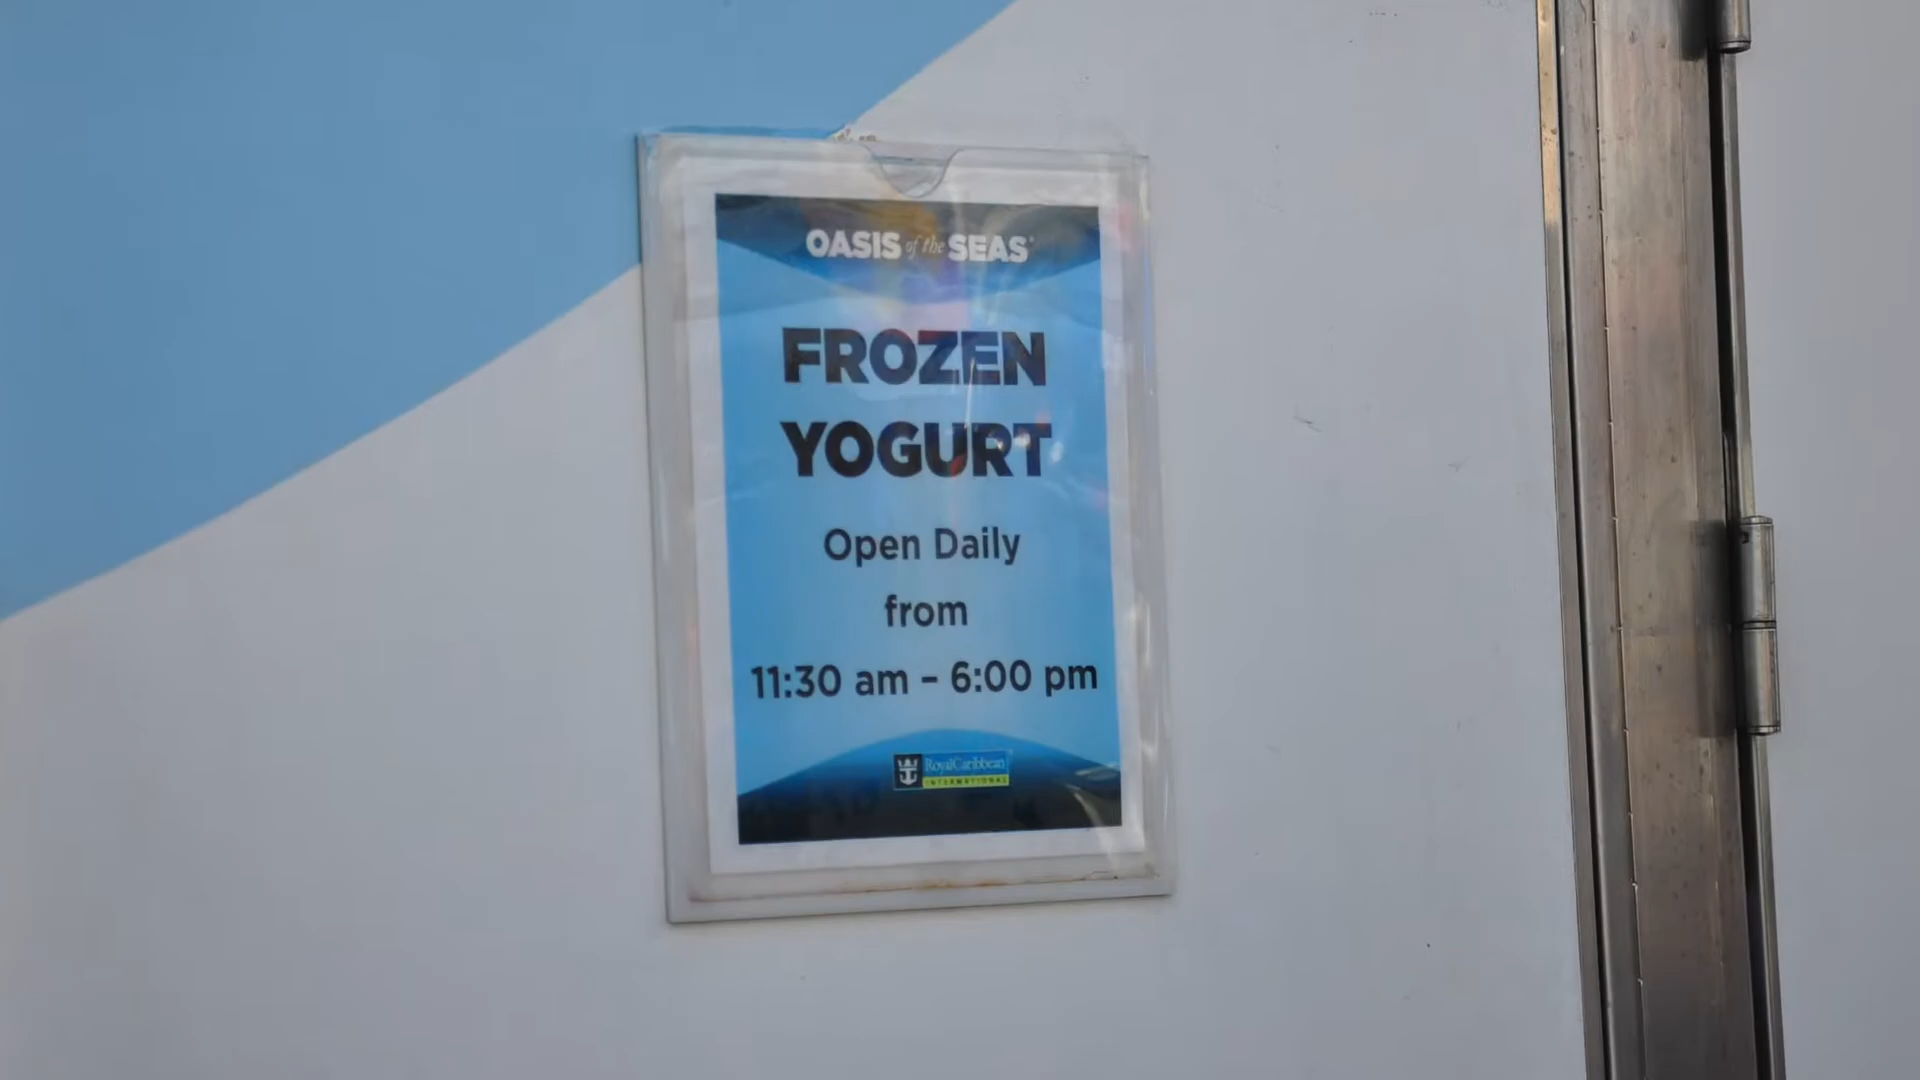 OASIS of the SEAS®
FROZEN
YOGURT
Open Daily
from
11:30 am – 6:00 pm
RoyalCaribbean
INTERNATIONAL